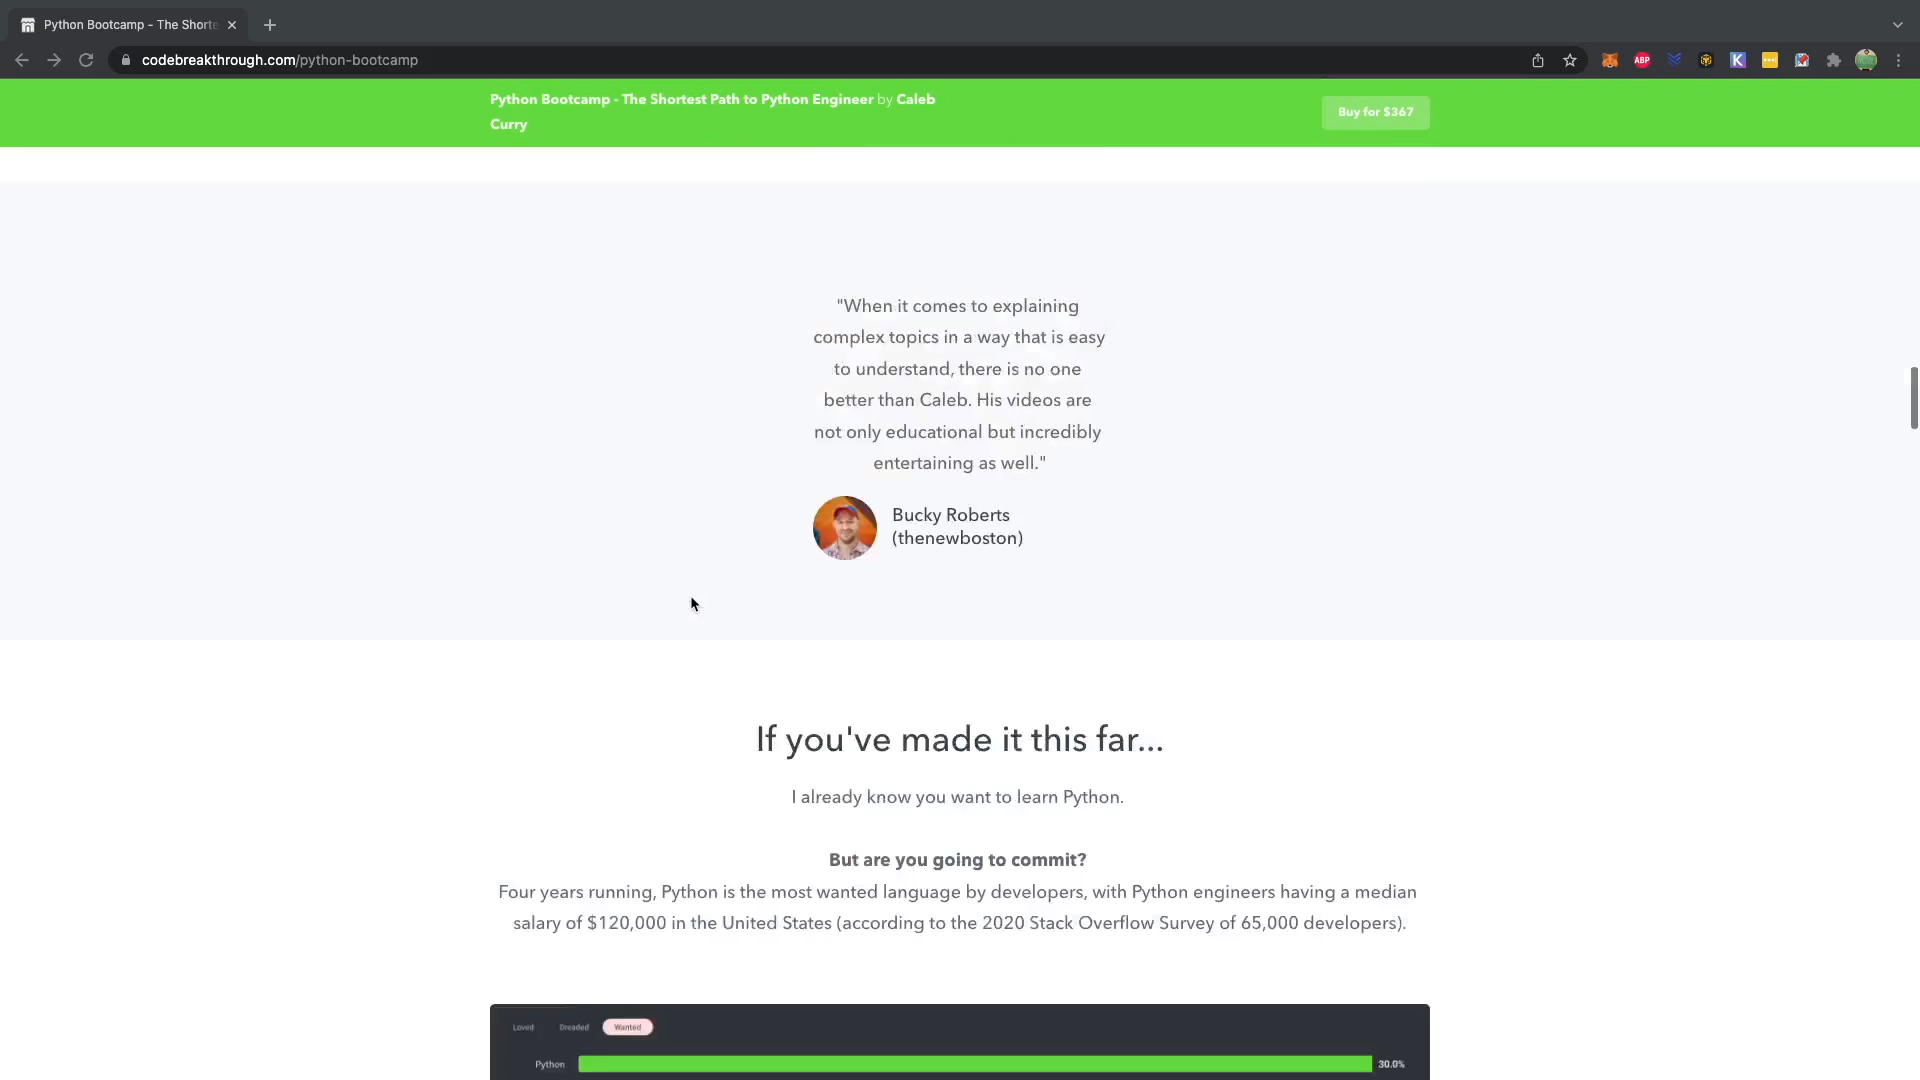 Python Bootcamp - The Shorte
codebreakthrough.com/python-bootcamp
ABP
K
Python Bootcamp - The Shortest Path to Python Engineer by Caleb
Curry
Buy for $367
"When it comes to explaining
complex topics in a way that is easy
to understand, there is no one
better than Caleb. His videos are
not only educational but incredibly
entertaining as well."
Bucky Roberts
(thenewboston)
If you've made it this far...
I already know you want to learn Python.
But are you going to commit?
Four years running, Python is the most wanted language by developers, with Python engineers having a median
salary of $120,000 in the United States (according to the 2020 Stack Overflow Survey of 65,000 developers).
Loved Dreaded Wanted
Python 30.0%